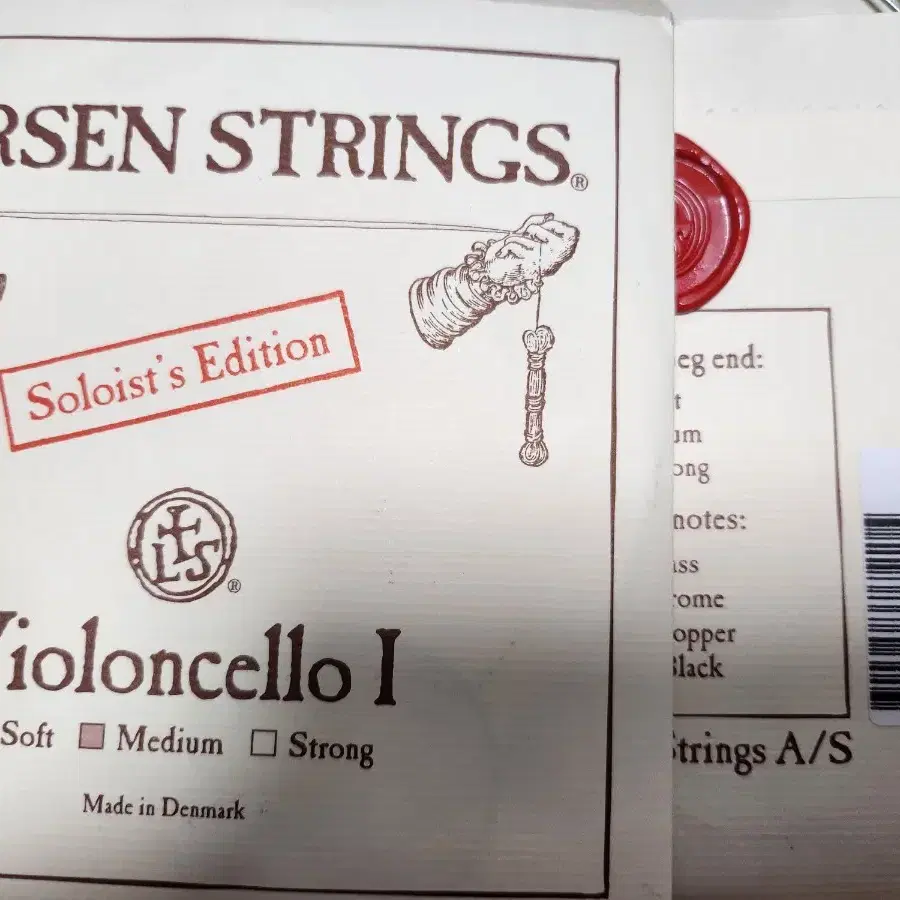 RSEN STRINGS®
Soloist's Edition
LS
®
Violoncello I
Soft Medium Strong
Made in Denmark
eg end:
t
um
ong
notes:
ass
rome
opper
Black
Strings A/S